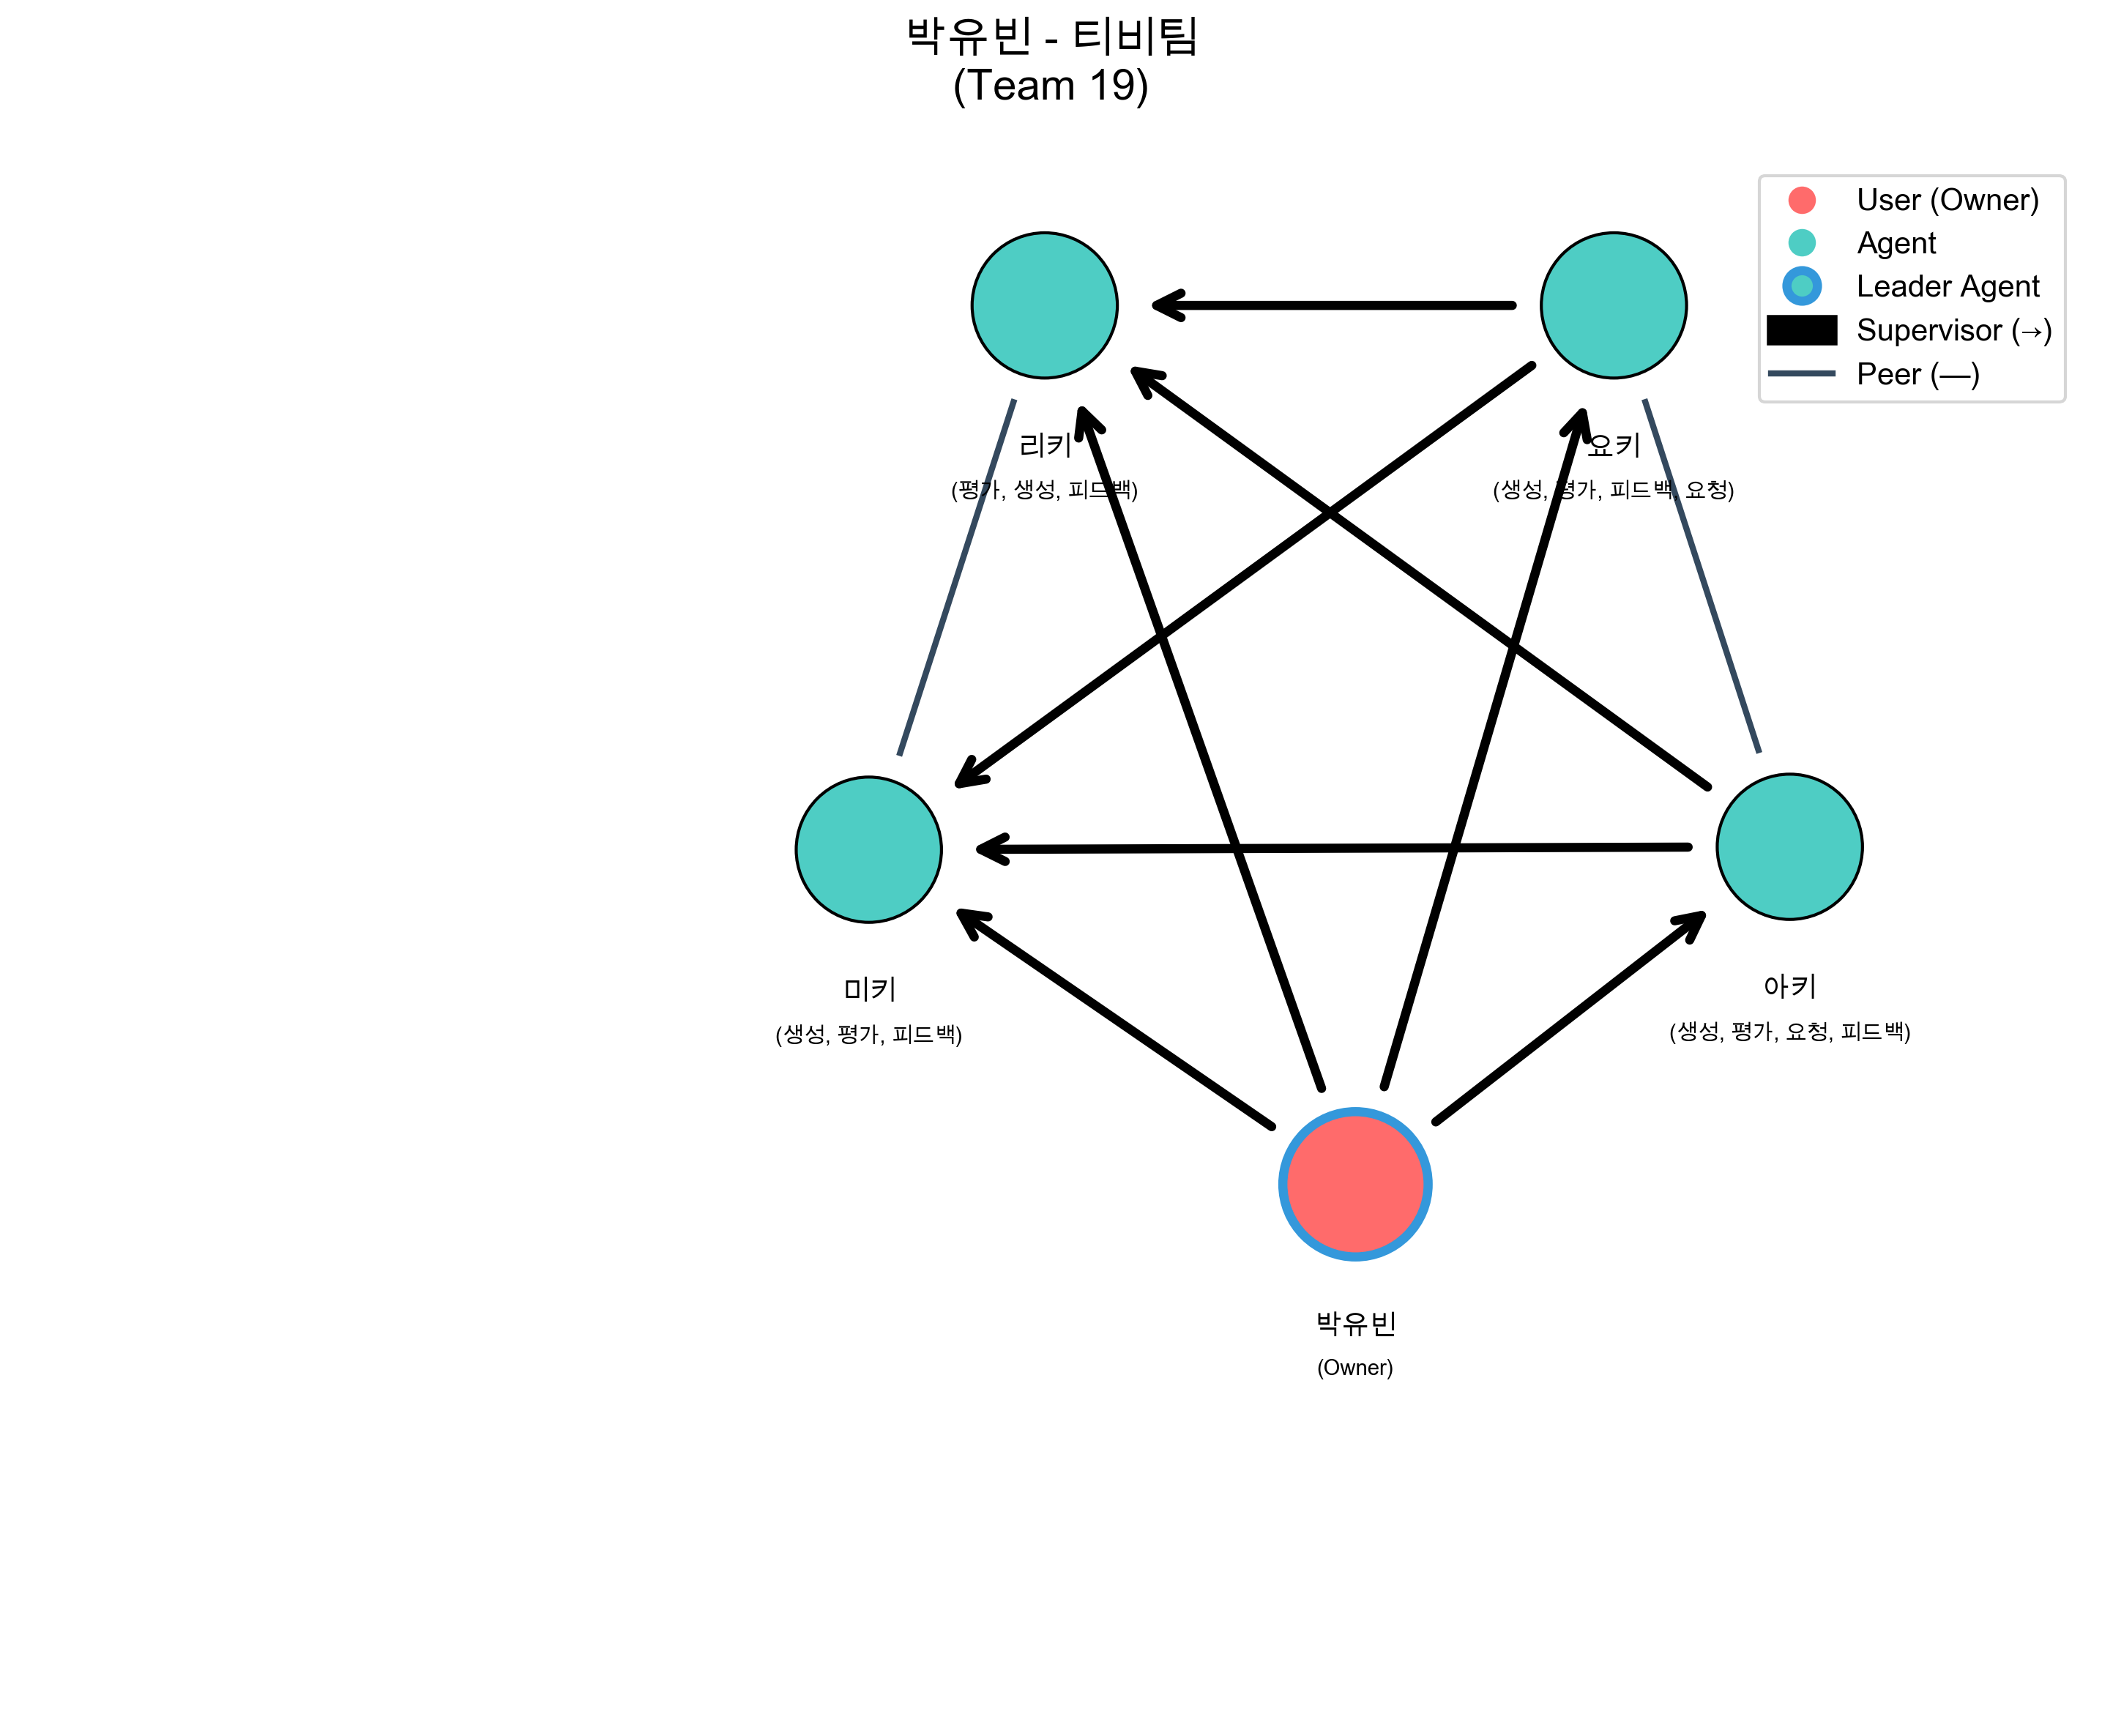 박유빈 - 티비팀
(Team 19)
User (Owner)
Agent
Leader Agent
Supervisor (→)
Peer (—)
리키
(평가, 생성, 피드백)
요키
(생성, 평가, 피드백, 요청)
미키
(생성, 평가, 피드백)
아키
(생성, 평가, 요청, 피드백)
박유빈
(Owner)